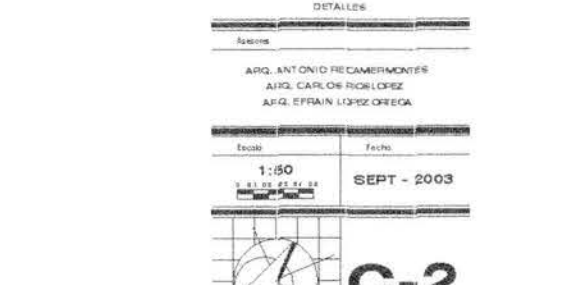 DETALLES
Asesores
ARQ. ANTONIO RECAMIER MONTES
ARQ. CARLOS RIOS LOPEZ
ARQ. EFRAIN LOPEZ ORTEGA
Escala
Fecha
1:50
SEPT - 2003
C-2